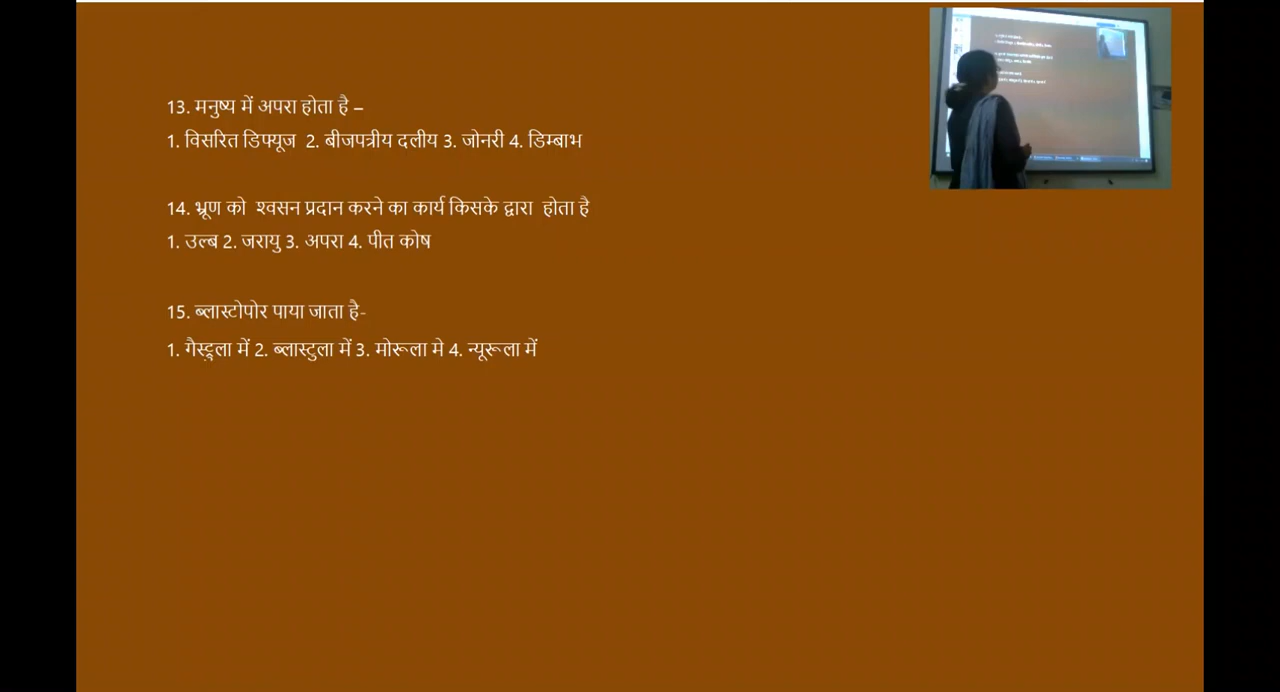 13. मनुष्य में अपरा होता है –
1. विसरित डिफ्यूज 2. बीजपत्रीय दलीय 3. जोनरी 4. डिम्बाभ
14. भ्रूण को श्वसन प्रदान करने का कार्य किसके द्वारा होता है
1. उल्ब 2. जरायु 3. अपरा 4. पीत कोष
15. ब्लास्टोपोर पाया जाता है-
1. गैस्ट्रुला में 2. ब्लास्टुला में 3. मोरूला मे 4. न्यूरूला में